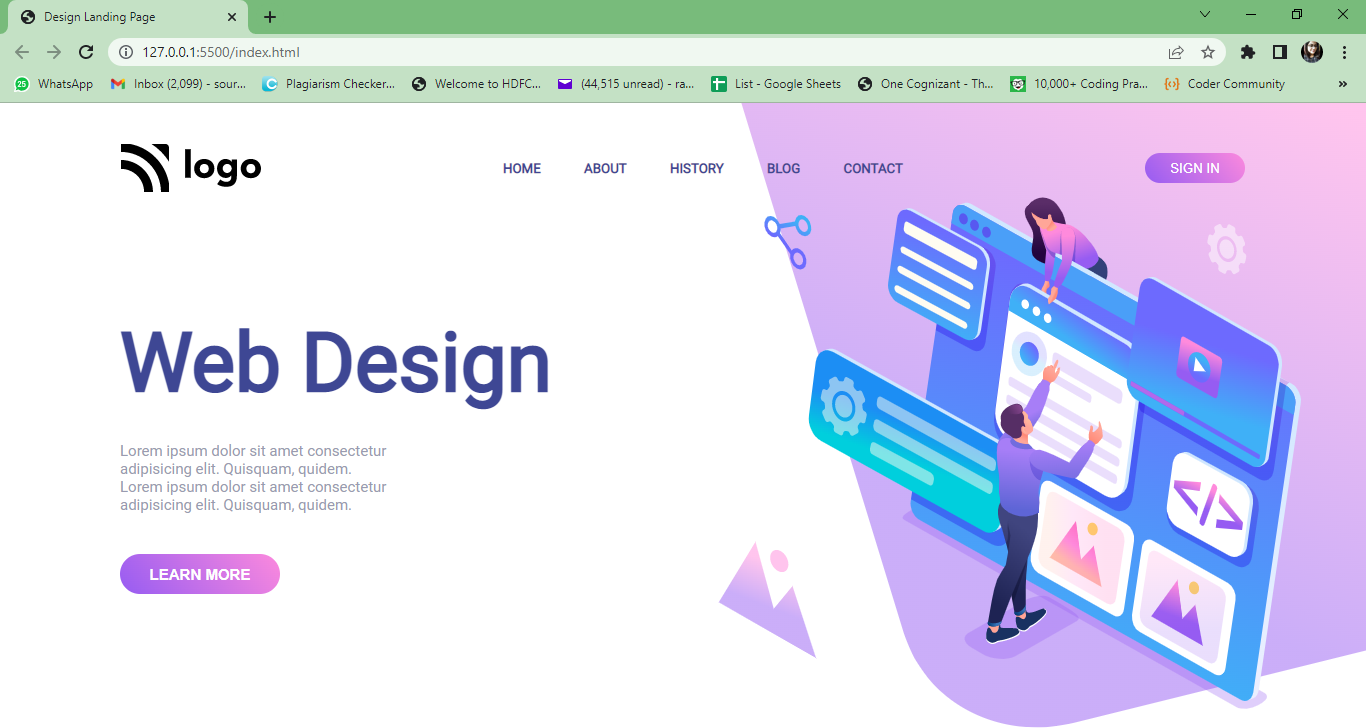 Design Landing Page
127.0.0.1:5500/index.html
25 WhatsApp Inbox (2,099) - sour... Plagiarism Checker... Welcome to HDFC... (44,515 unread) - ra... List - Google Sheets One Cognizant - Th... 10,000+ Coding Pra... Coder Community »
logo HOME ABOUT HISTORY BLOG CONTACT SIGN IN
Web Design
Lorem ipsum dolor sit amet consectetur
adipisicing elit. Quisquam, quidem.
Lorem ipsum dolor sit amet consectetur
adipisicing elit. Quisquam, quidem.
LEARN MORE
</>